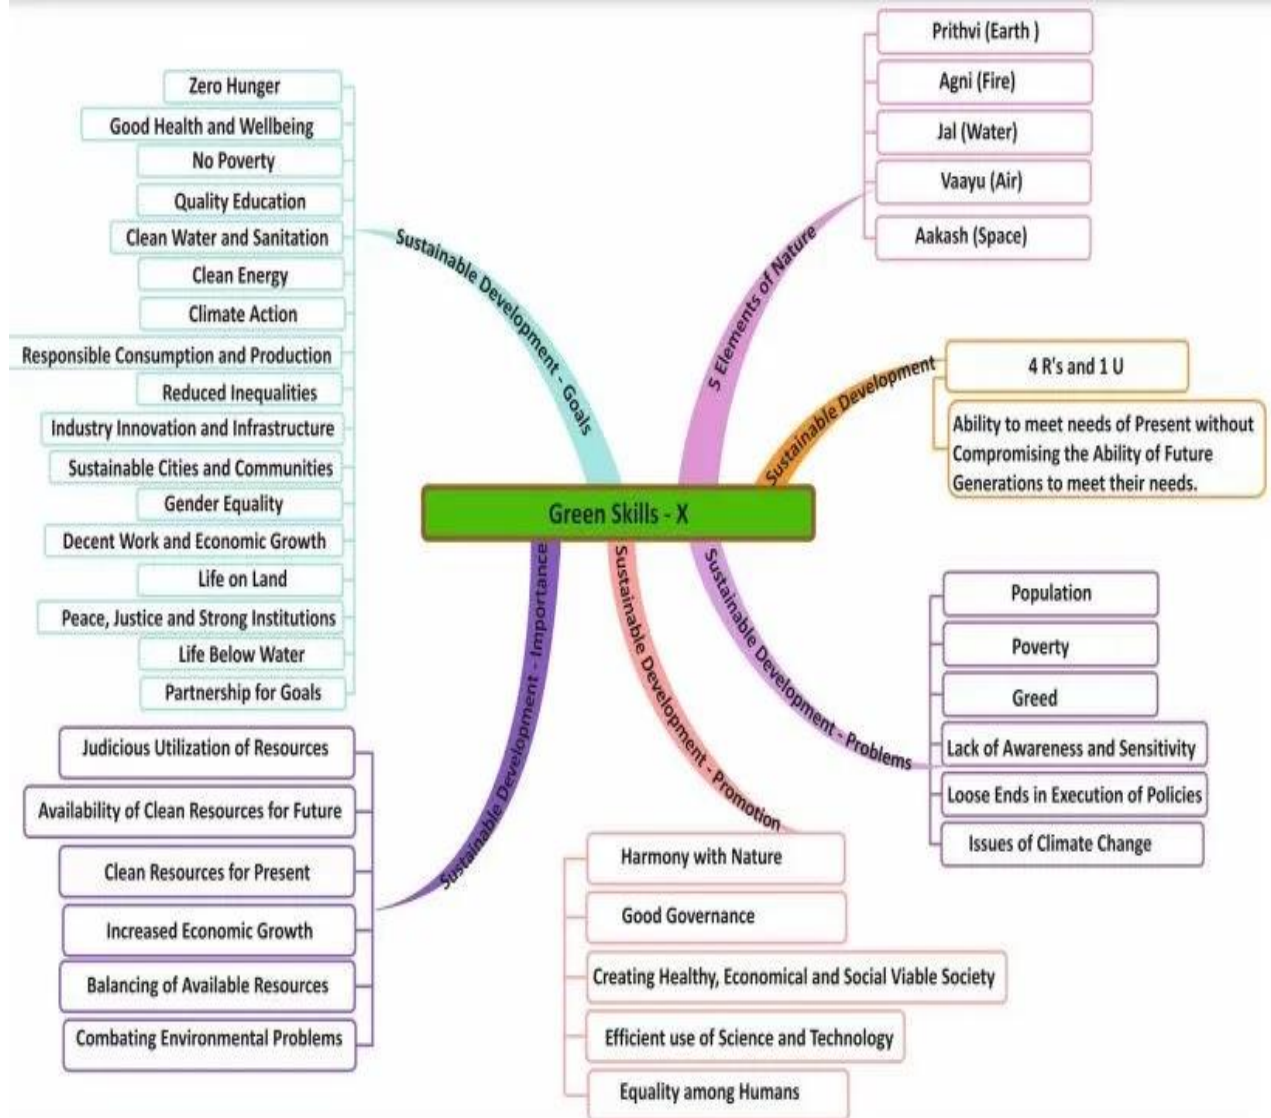 Green Skills - X
Sustainable Development - Goals
Zero Hunger
Good Health and Wellbeing
No Poverty
Quality Education
Clean Water and Sanitation
Clean Energy
Climate Action
Responsible Consumption and Production
Reduced Inequalities
Industry Innovation and Infrastructure
Sustainable Cities and Communities
Gender Equality
Decent Work and Economic Growth
Life on Land
Peace, Justice and Strong Institutions
Life Below Water
Partnership for Goals
5 Elements of Nature
Prithvi (Earth )
Agni (Fire)
Jal (Water)
Vaayu (Air)
Aakash (Space)
Sustainable Development
4 R's and 1 U
Ability to meet needs of Present without
Compromising the Ability of Future
Generations to meet their needs.
Sustainable Development - Problems
Population
Poverty
Greed
Lack of Awareness and Sensitivity
Loose Ends in Execution of Policies
Issues of Climate Change
Sustainable Development - Promotion
Harmony with Nature
Good Governance
Creating Healthy, Economical and Social Viable Society
Efficient use of Science and Technology
Equality among Humans
Sustainable Development - Importance
Judicious Utilization of Resources
Availability of Clean Resources for Future
Clean Resources for Present
Increased Economic Growth
Balancing of Available Resources
Combating Environmental Problems